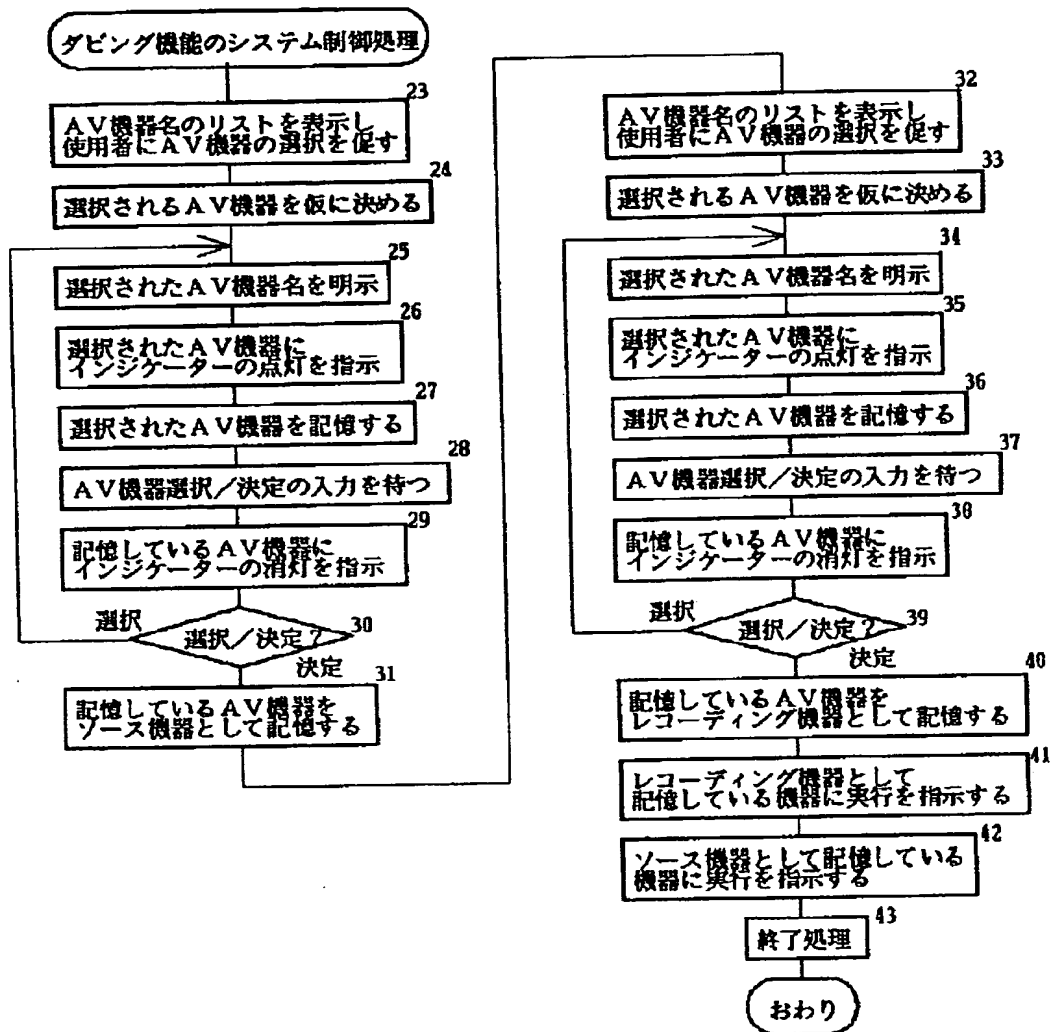 ダビング機能のシステム制御処理
23
AV機器名のリストを表示し
使用者にAV機器の選択を促す
24
選択されるAV機器を仮に決める
25
選択されたAV機器名を明示
26
選択されたAV機器に
インジケーターの点灯を指示
27
選択されたAV機器を記憶する
28
AV機器選択/決定の入力を待つ
29
記憶しているAV機器に
インジケーターの消灯を指示
選択
選択/決定?
30
決定
31
記憶しているAV機器を
ソース機器として記憶する
32
AV機器名のリストを表示し
使用者にAV機器の選択を促す
33
選択されるAV機器を仮に決める
34
選択されたAV機器名を明示
35
選択されたAV機器に
インジケーターの点灯を指示
36
選択されたAV機器を記憶する
37
AV機器選択/決定の入力を待つ
38
記憶しているAV機器に
インジケーターの消灯を指示
選択
選択/決定?
39
決定
40
記憶しているAV機器を
レコーディング機器として記憶する
41
レコーディング機器として
記憶している機器に実行を指示する
42
ソース機器として記憶している
機器に実行を指示する
43
終了処理
おわり